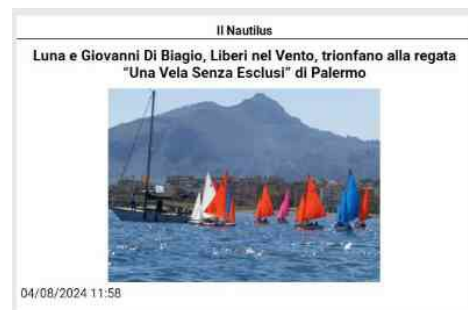 Il Nautilus
Luna e Giovanni Di Biagio, Liberi nel Vento, trionfano alla regata
“Una Vela Senza Esclusi” di Palermo
04/08/2024 11:58